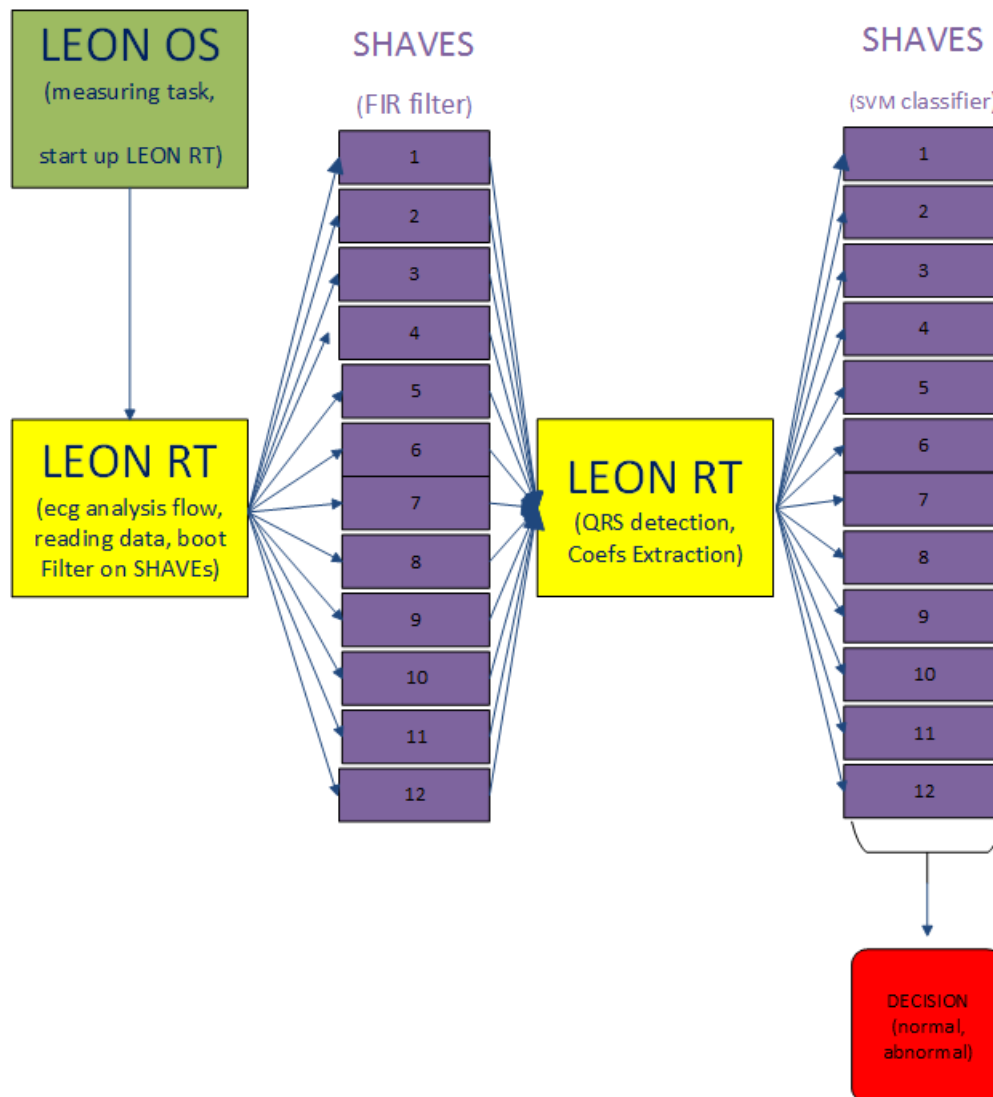 LEON OS
(measuring task,
start up LEON RT)
SHAVES
(FIR filter)
1
2
3
4
5
6
7
8
9
10
11
12
LEON RT
(ecg analysis flow,
reading data, boot
Filter on SHAVEs)
LEON RT
(QRS detection,
Coefs Extraction)
SHAVES
(SVM classifier)
1
2
3
4
5
6
7
8
9
10
11
12
DECISION
(normal,
abnormal)